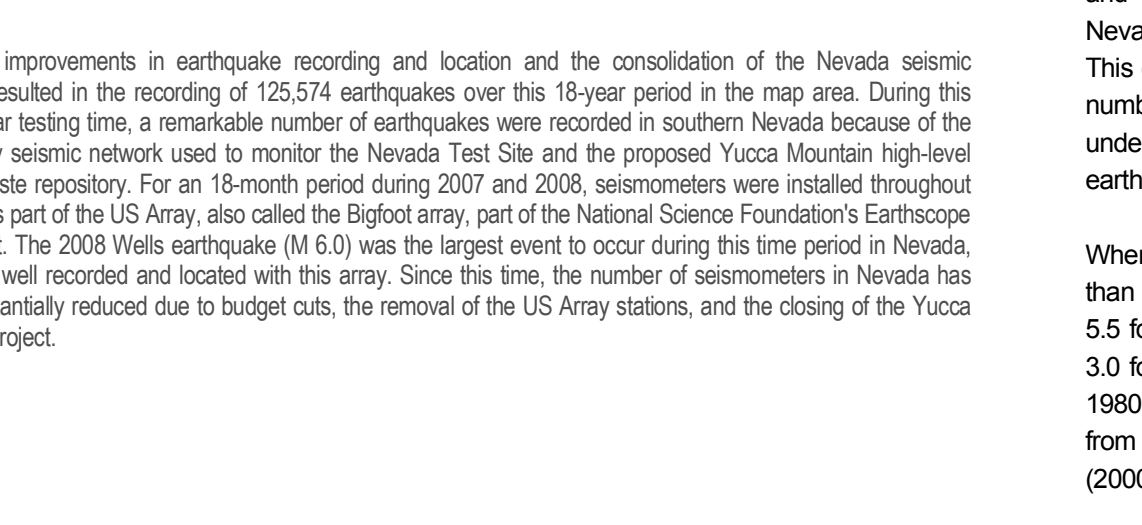 improvements in earthquake recording and location and the consolidation of the Nevada seismic
resulted in the recording of 125,574 earthquakes over this 18-year period in the map area. During this
testing time, a remarkable number of earthquakes were recorded in southern Nevada because of the
seismic network used to monitor the Nevada Test Site and the proposed Yucca Mountain high-level
repository. For an 18-month period during 2007 and 2008, seismometers were installed throughout
part of the US Array, also called the Bigfoot array, part of the National Science Foundation's Earthscope
The 2008 Wells earthquake (M 6.0) was the largest event to occur during this time period in Nevada,
well recorded and located with this array. Since this time, the number of seismometers in Nevada has
reduced due to budget cuts, the removal of the US Array stations, and the closing of the Yucca
Neva
This
numb
unde
earth
When
than
5.5 fo
3.0 fo
1980
from
(2000